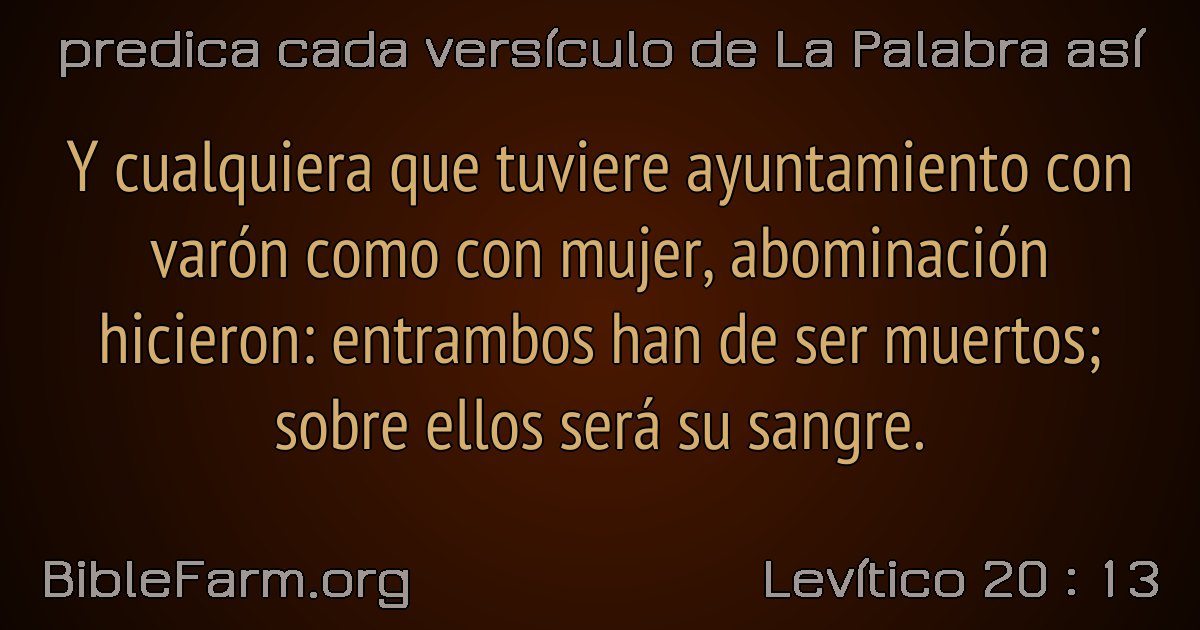 predica cada versículo de La Palabra así
Y cualquiera que tuviere ayuntamiento con
varón como con mujer, abominación
hicieron: entrambos han de ser muertos;
sobre ellos será su sangre.
BibleFarm.org
Levítico 20 : 13